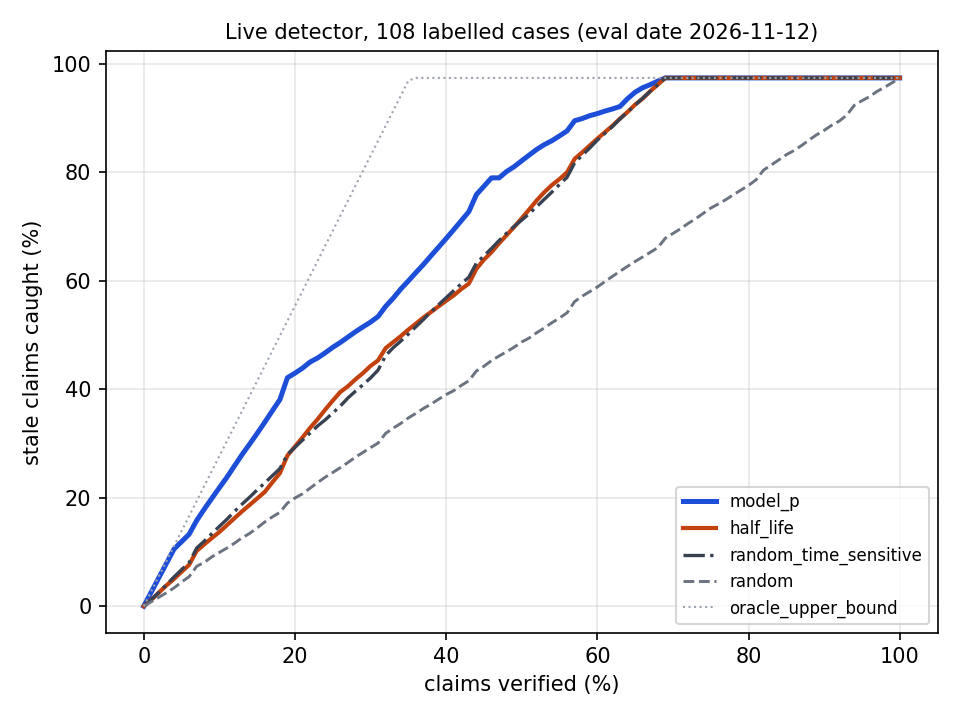 Live detector, 108 labelled cases (eval date 2026-11-12)
100
80
60
40
20
0
stale claims caught (%)
model_p
half_life
random_time_sensitive
random
oracle_upper_bound
0 20 40 60 80 100
claims verified (%)